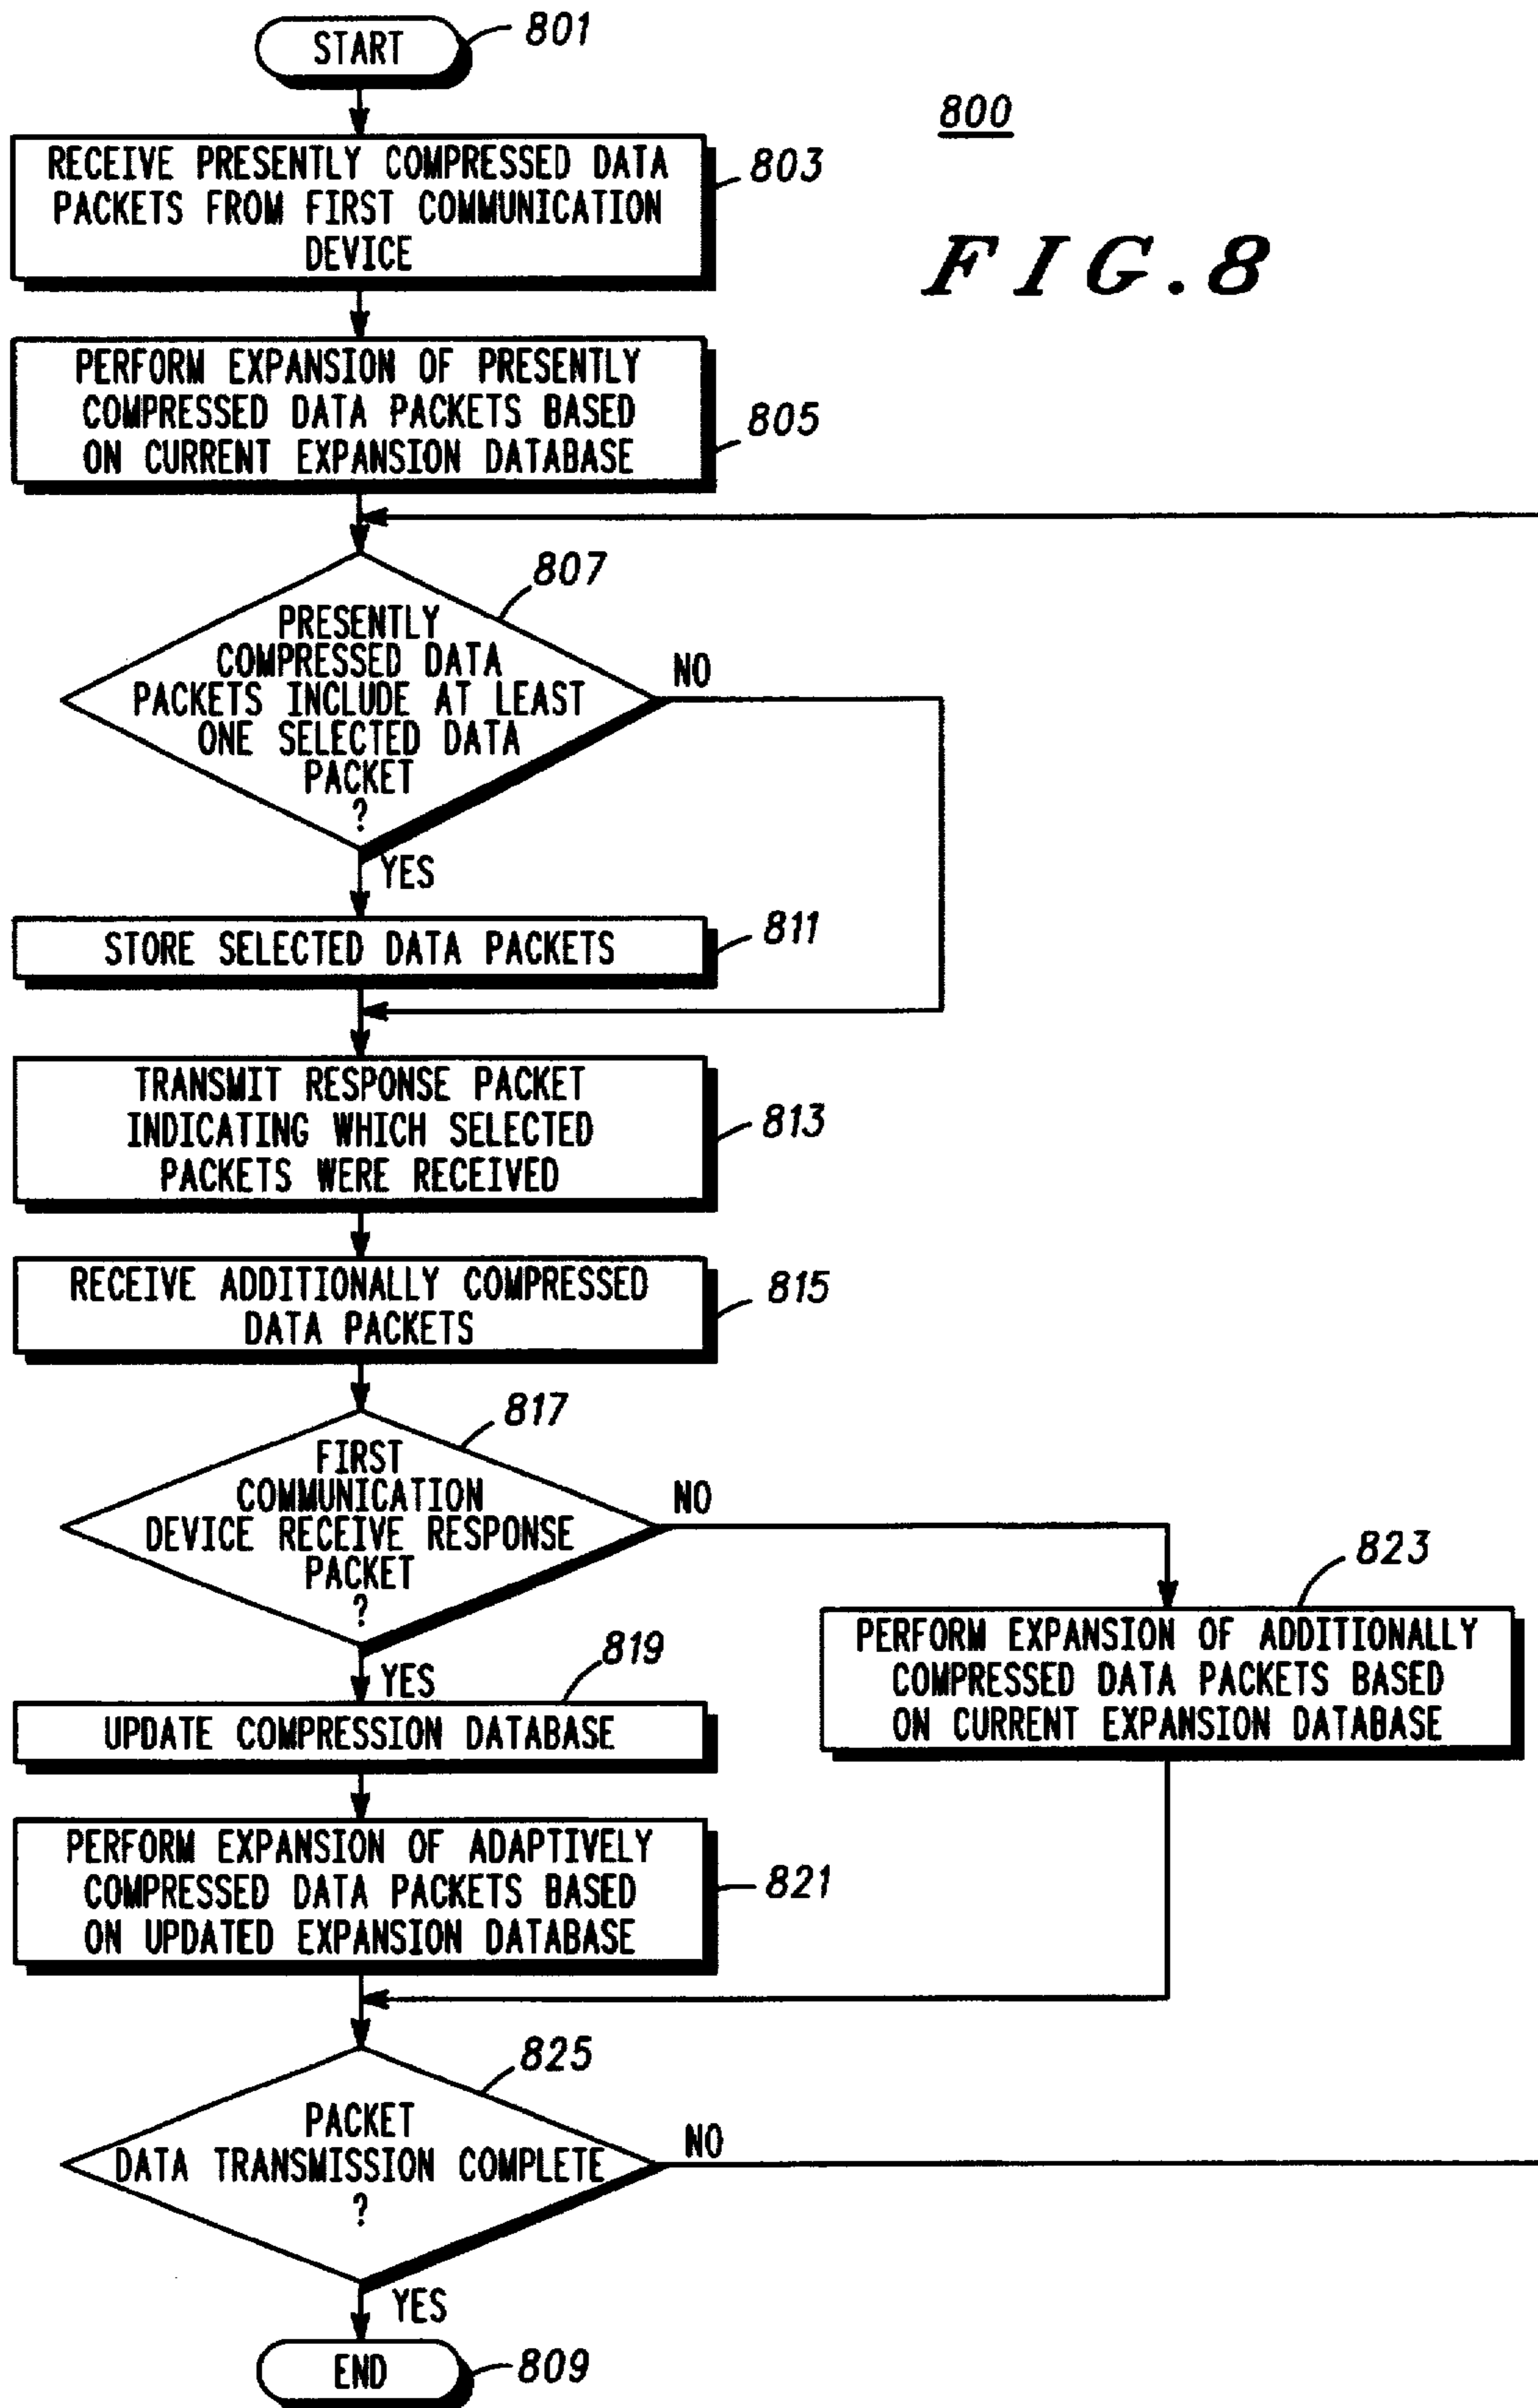 START
801
800
FIG.8
RECEIVE PRESENTLY COMPRESSED DATA
PACKETS FROM FIRST COMMUNICATION
DEVICE
803
PERFORM EXPANSION OF PRESENTLY
COMPRESSED DATA PACKETS BASED
ON CURRENT EXPANSION DATABASE
805
807
PRESENTLY
COMPRESSED DATA
PACKETS INCLUDE AT LEAST
ONE SELECTED DATA
PACKET
?
NO
YES
STORE SELECTED DATA PACKETS
811
TRANSMIT RESPONSE PACKET
INDICATING WHICH SELECTED
PACKETS WERE RECEIVED
813
RECEIVE ADDITIONALLY COMPRESSED
DATA PACKETS
815
817
FIRST
COMMUNICATION
DEVICE RECEIVE RESPONSE
PACKET
?
NO
YES
823
PERFORM EXPANSION OF ADDITIONALLY
COMPRESSED DATA PACKETS BASED
ON CURRENT EXPANSION DATABASE
819
UPDATE COMPRESSION DATABASE
PERFORM EXPANSION OF ADAPTIVELY
COMPRESSED DATA PACKETS BASED
ON UPDATED EXPANSION DATABASE
821
825
PACKET
DATA TRANSMISSION COMPLETE
?
NO
YES
END
809